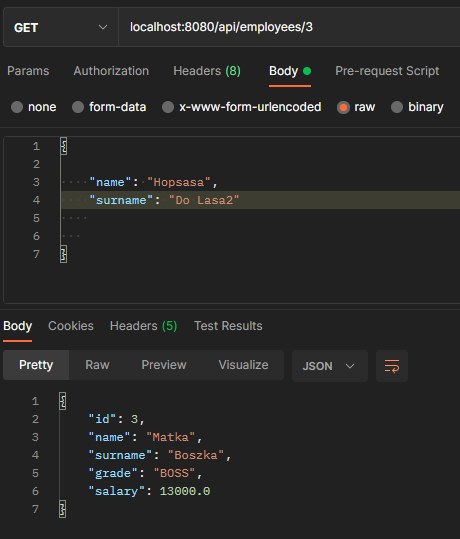 GET localhost:8080/api/employees/3
Params Authorization Headers (8) Body Pre-request Script
none form-data x-www-form-urlencoded raw binary
1 {
2
3 "name": "Hopsasa",
4 "surname": "Do Lasa2"
5
6
7 }
Body Cookies Headers (5) Test Results
Pretty Raw Preview Visualize JSON
1 {
2 "id": 3,
3 "name": "Matka",
4 "surname": "Boszka",
5 "grade": "BOSS",
6 "salary": 13000.0
7 }